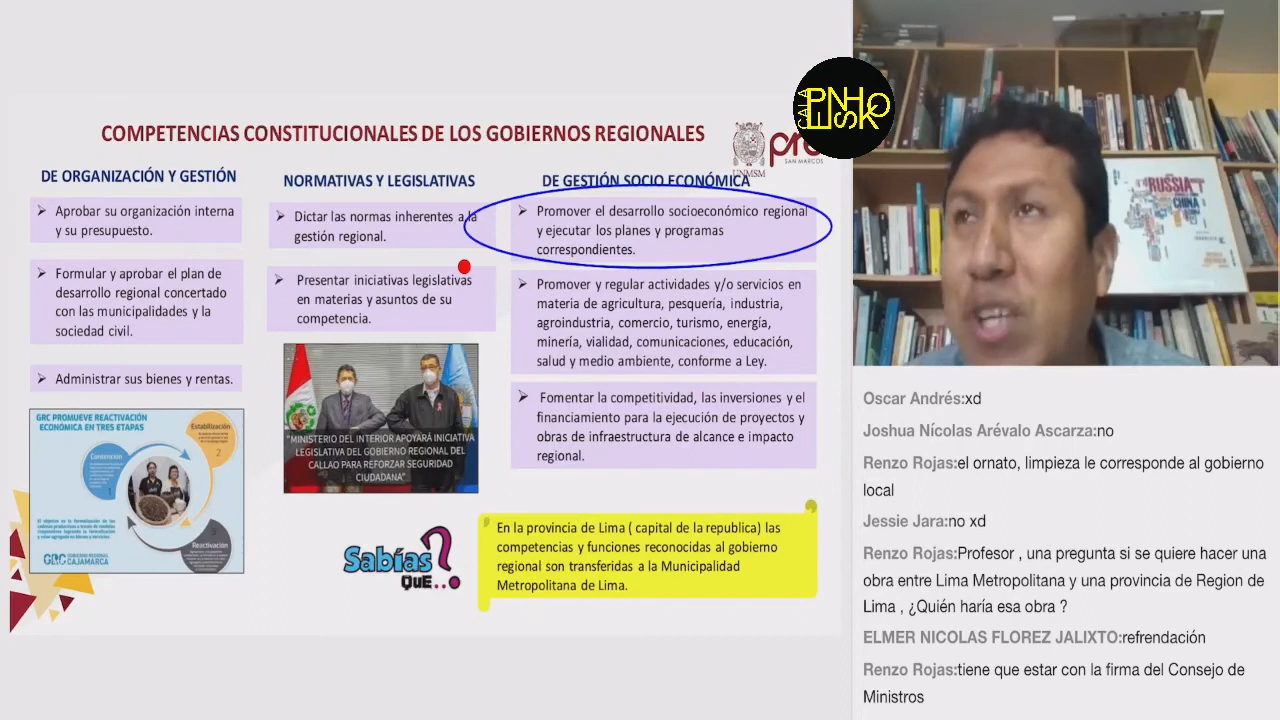 COMPETENCIAS CONSTITUCIONALES DE LOS GOBIERNOS REGIONALES
UNMSM
SAN MARCOS
DE ORGANIZACIÓN Y GESTIÓN
Aprobar su organización interna
y su presupuesto.
Formular y aprobar el plan de
desarrollo regional concertado
con las municipalidades y la
sociedad civil.
Administrar sus bienes y rentas.
GRC PROMUEVE REACTIVACIÓN
ECONÓMICA EN TRES ETAPAS
Estabilización
2
Contención
1
3
Reactivación
GRC GOBIERNO REGIONAL
CAJAMARCA
NORMATIVAS Y LEGISLATIVAS
Dictar las normas inherentes a la
gestión regional.
Presentar iniciativas legislativas
en materias y asuntos de su
competencia.
"MINISTERIO DEL INTERIOR APOYARÁ INICIATIVA
LEGISLATIVA DEL GOBIERNO REGIONAL DEL
CALLAO PARA REFORZAR SEGURIDAD
CIUDADANA"
DE GESTIÓN SOCIO ECONÓMICA
Promover el desarrollo socioeconómico regional
y ejecutar los planes y programas
correspondientes.
Promover y regular actividades y/o servicios en
materia de agricultura, pesquería, industria,
agroindustria, comercio, turismo, energía,
minería, vialidad, comunicaciones, educación,
salud y medio ambiente, conforme a Ley.
Fomentar la competitividad, las inversiones y el
financiamiento para la ejecución de proyectos y
obras de infraestructura de alcance e impacto
regional.
Sabías
QUE..?
En la provincia de Lima ( capital de la republica) las
competencias y funciones reconocidas al gobierno
regional son transferidas a la Municipalidad
Metropolitana de Lima.
RUSSIA
CHINA
Oscar Andrés:xd
Joshua Nícolas Arévalo Ascarza:no
Renzo Rojas:el ornato, limpieza le corresponde al gobierno
local
Jessie Jara:no xd
Renzo Rojas:Profesor , una pregunta si se quiere hacer una
obra entre Lima Metropolitana y una provincia de Region de
Lima , ¿Quién haría esa obra ?
ELMER NICOLAS FLOREZ JALIXTO:refrendación
Renzo Rojas:tiene que estar con la firma del Consejo de
Ministros